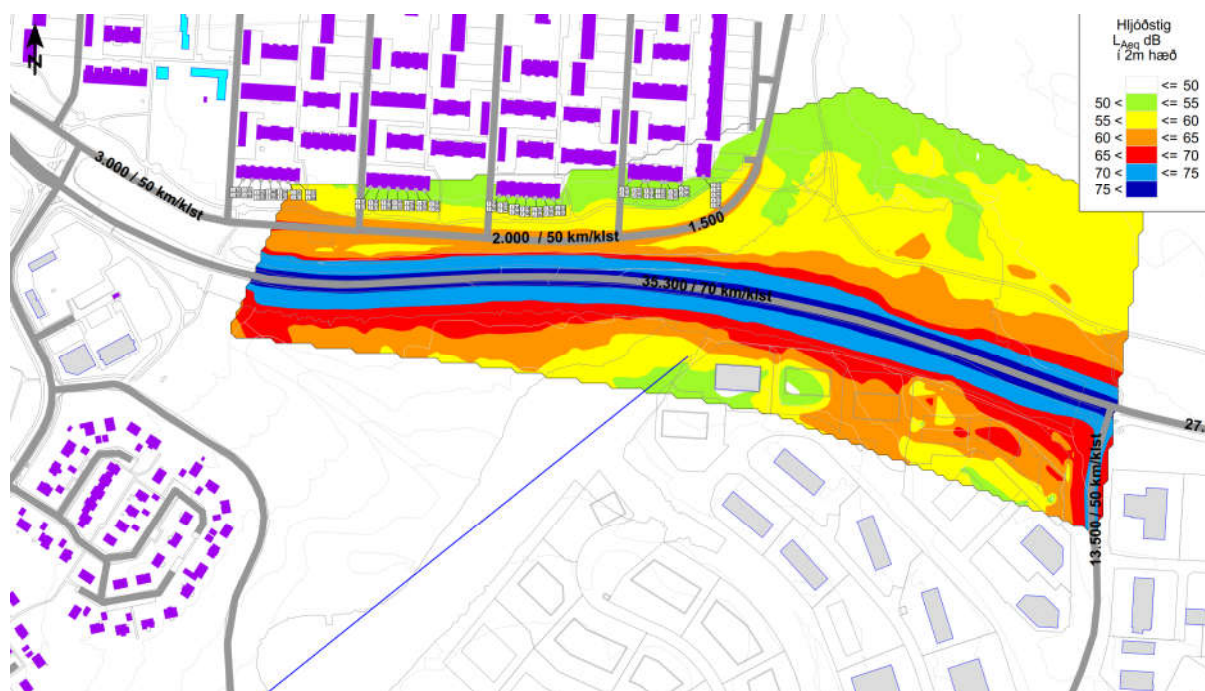 Hljóðstig
LAeq dB
í 2m hæð
<= 50
50 < <= 55
55 < <= 60
60 < <= 65
65 < <= 70
70 < <= 75
75 <
N
3.000 / 50 km/klst
2.000 / 50 km/klst
1.500
35.300 / 70 km/klst
27.
13.500 / 50 km/klst